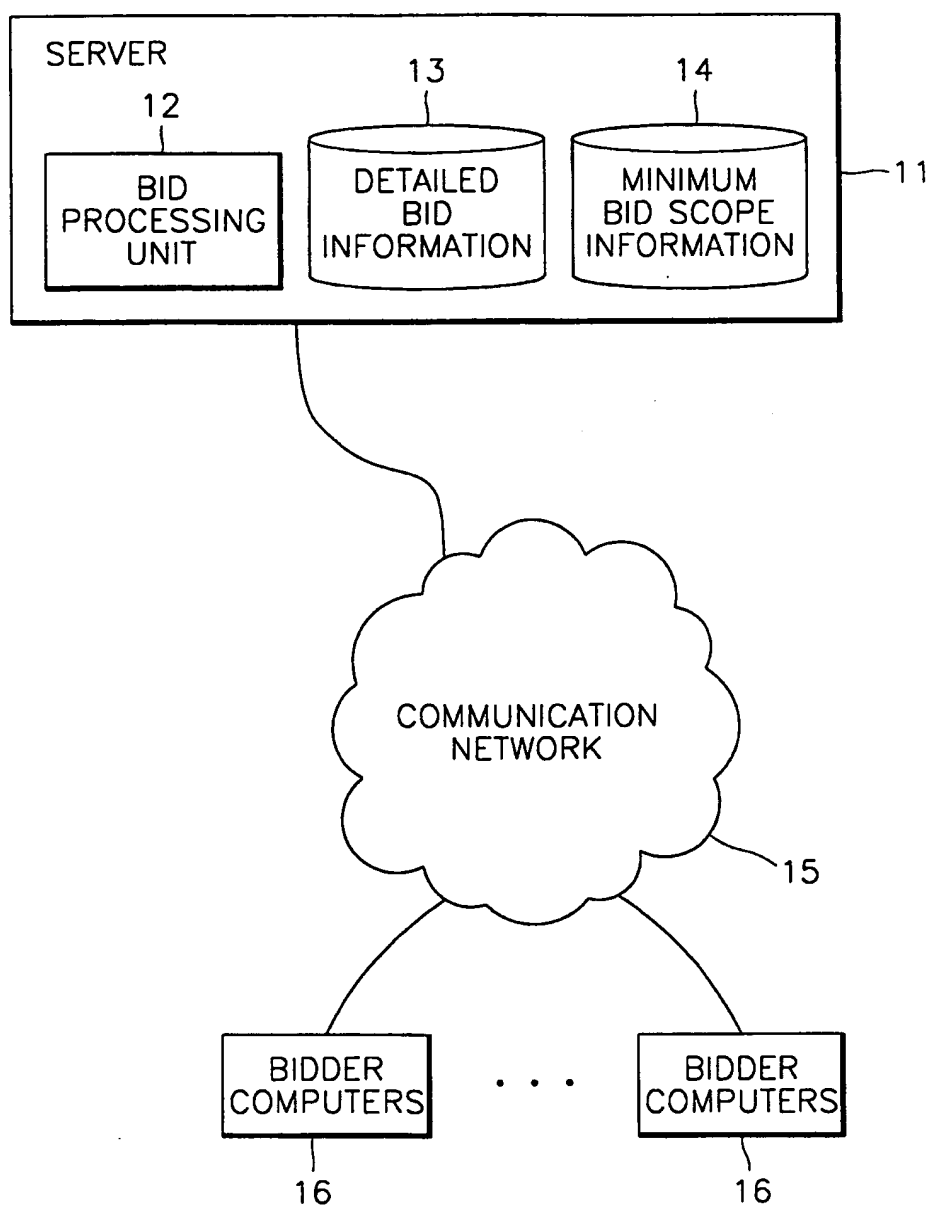 SERVER
12
13
14
BID
PROCESSING
UNIT
DETAILED
BID
INFORMATION
MINIMUM
BID SCOPE
INFORMATION
11
COMMUNICATION
NETWORK
15
BIDDER
COMPUTERS
...
BIDDER
COMPUTERS
16
16